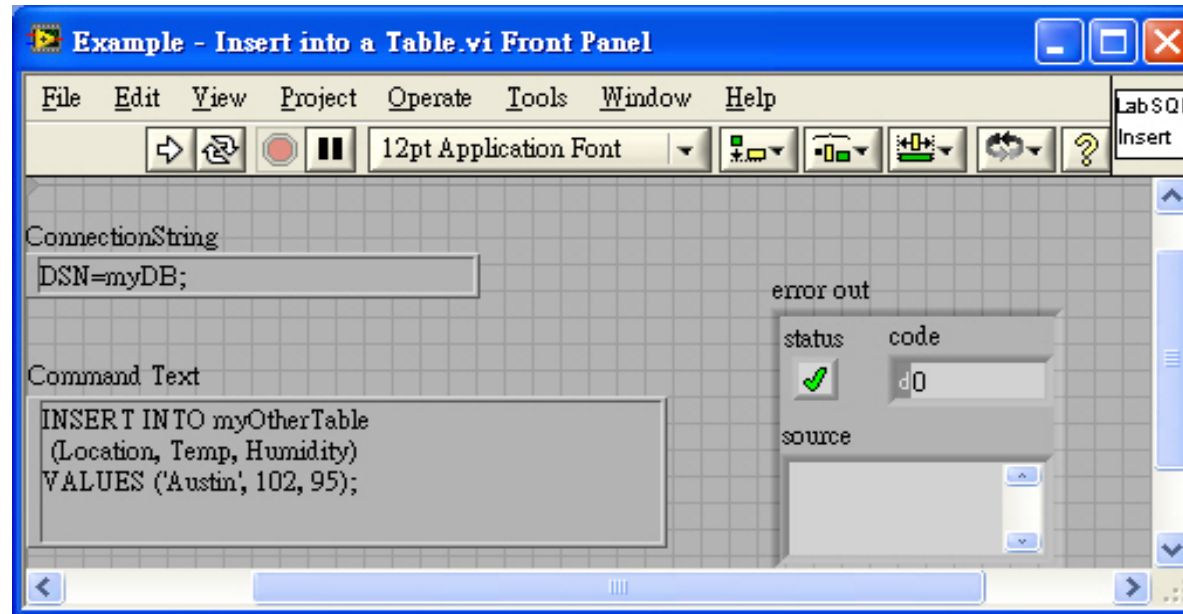 Example - Insert into a Table.vi Front Panel
File Edit View Project Operate Tools Window Help
LabSQL
Insert
12pt Application Font
?
ConnectionString
DSN=myDB;
error out
status code
d0
Command Text
INSERT INTO myOtherTable
(Location, Temp, Humidity)
VALUES ('Austin', 102, 95);
source